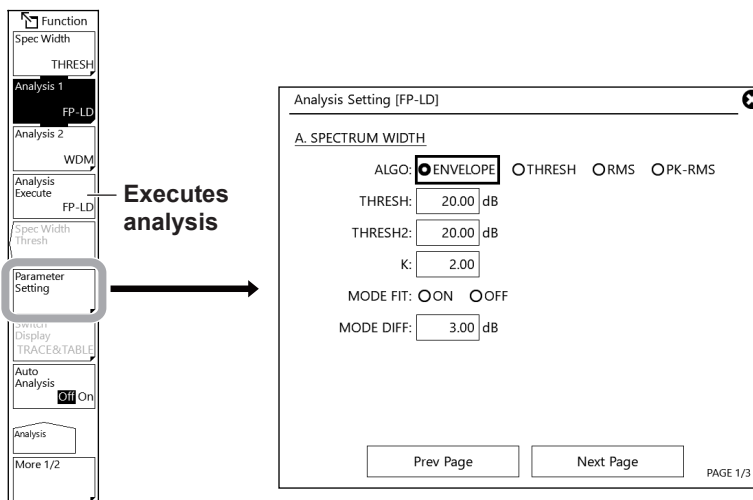 Function
Spec Width
THRESH
Analysis 1
FP-LD
Analysis 2
WDM
Analysis
Execute
FP-LD
Spec Width
Thresh
Parameter
Setting
Switch
Display
TRACE&TABLE
Auto
Analysis
Off On
Analysis
More 1/2
Executes
analysis
Analysis Setting [FP-LD]
A. SPECTRUM WIDTH
ALGO: ENVELOPE THRESH RMS PK-RMS
THRESH: 20.00 dB
THRESH2: 20.00 dB
K: 2.00
MODE FIT: ON OFF
MODE DIFF: 3.00 dB
Prev Page Next Page PAGE 1/3